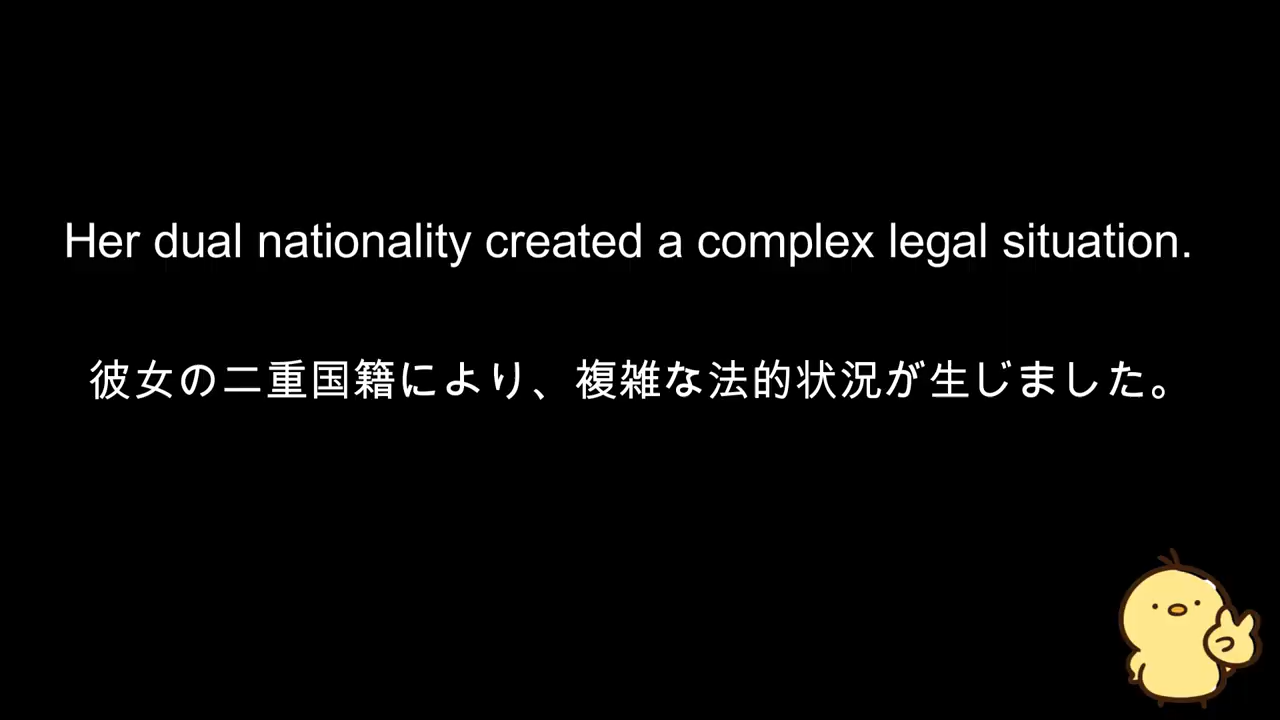 Her dual nationality created a complex legal situation.
彼女の二重国籍により、複雑な法的状況が生じました。